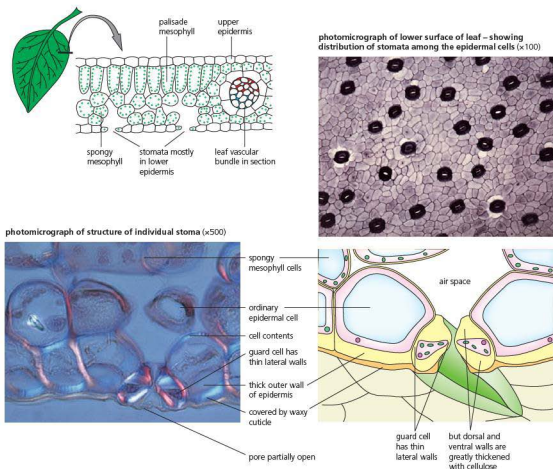 palisade
mesophyll
upper
epidermis
spongy
mesophyll
stomata mostly
in lower
epidermis
leaf vascular
bundle in section
photomicrograph of lower surface of leaf – showing
distribution of stomata among the epidermal cells (×100)
photomicrograph of structure of individual stoma (×500)
spongy
mesophyll cells
air space
ordinary
epidermal cell
cell contents
guard cell has
thin lateral walls
thick outer wall
of epidermis
covered by waxy
cuticle
pore partially open
guard cell
has thin
lateral walls
but dorsal and
ventral walls are
greatly thickened
with cellulose